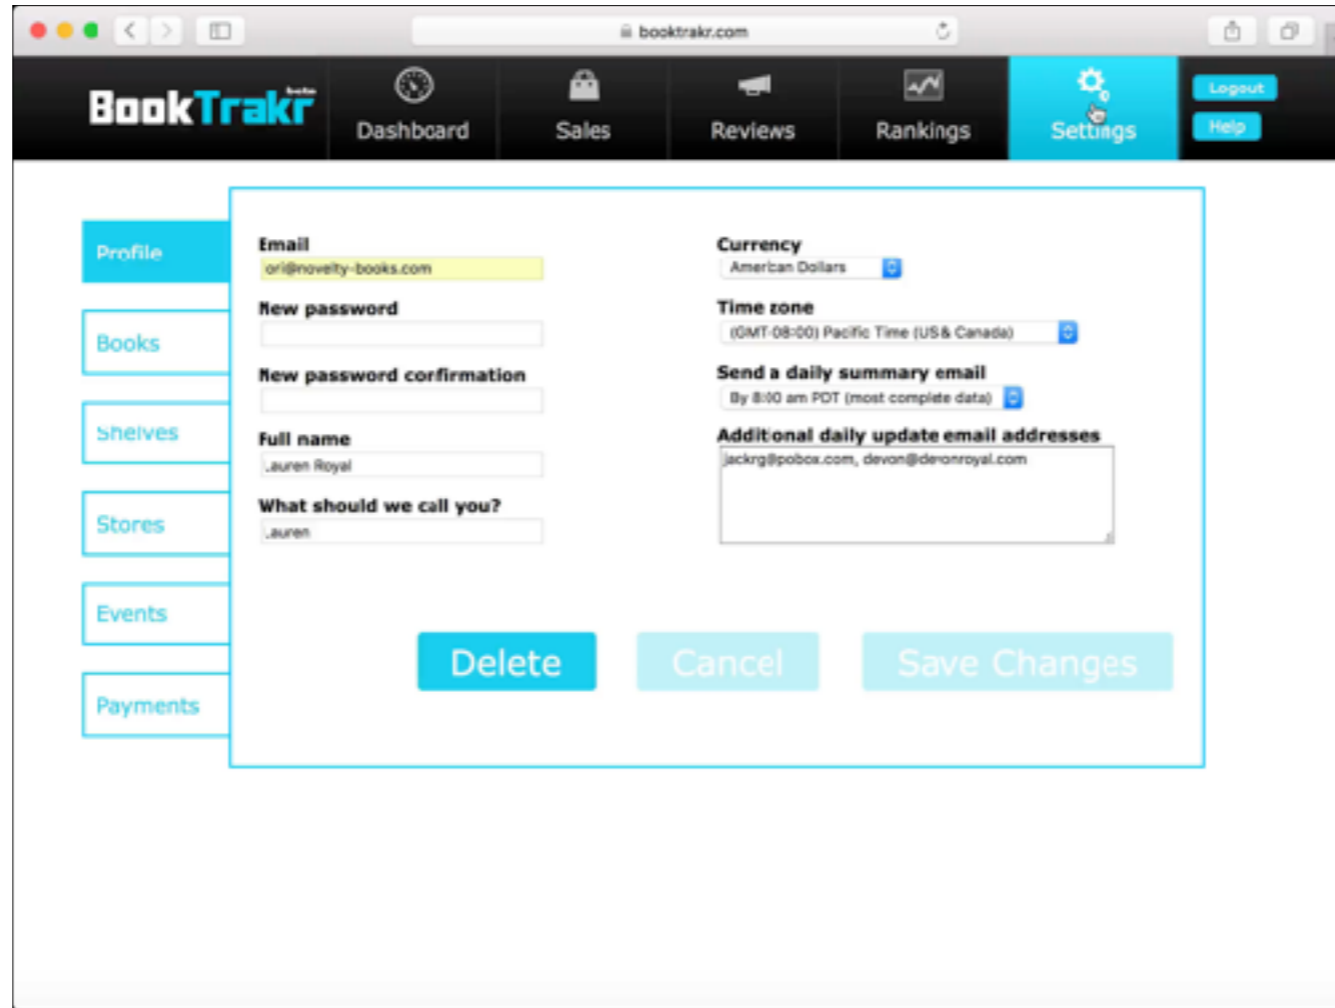 booktrakr.com
BookTrakr
beta
Dashboard
Sales
Reviews
Rankings
Settings
Logout
Help
Profile
Books
Shelves
Stores
Events
Payments
Email
ori@novelty-books.com
New password
New password confirmation
Full name
Lauren Royal
What should we call you?
Lauren
Currency
American Dollars
Time zone
(GMT-08:00) Pacific Time (US & Canada)
Send a daily summary email
By 8:00 am PDT (most complete data)
Additional daily update email addresses
jackrg@pobox.com, devon@devonroyal.com
Delete
Cancel
Save Changes